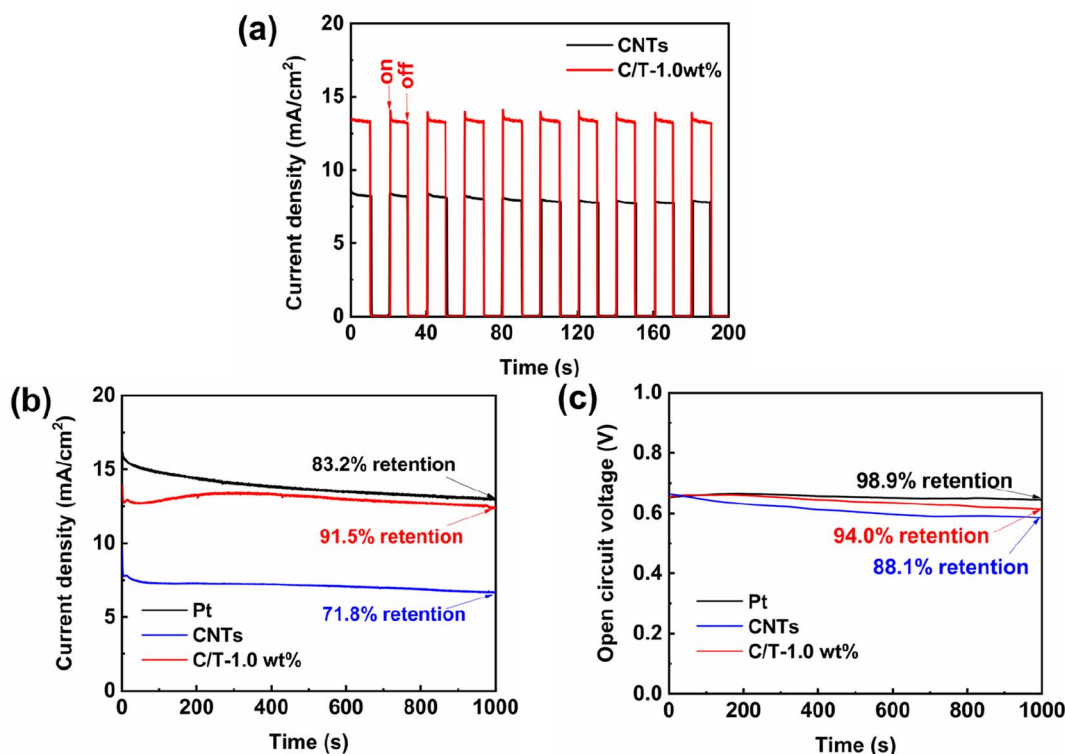 (a)
CNTs
C/T-1.0wt%
on
off
Current density (mA/cm²)
20
15
10
5
0
0 40 80 120 160 200
Time (s)
(b)
Current density (mA/cm²)
20
15
10
5
0
83.2% retention
91.5% retention
71.8% retention
Pt
CNTs
C/T-1.0 wt%
0 200 400 600 800 1000
Time (s)
(c)
Open circuit voltage (V)
1.0
0.8
0.6
0.4
0.2
0.0
98.9% retention
94.0% retention
88.1% retention
Pt
CNTs
C/T-1.0 wt%
0 200 400 600 800 1000
Time (s)